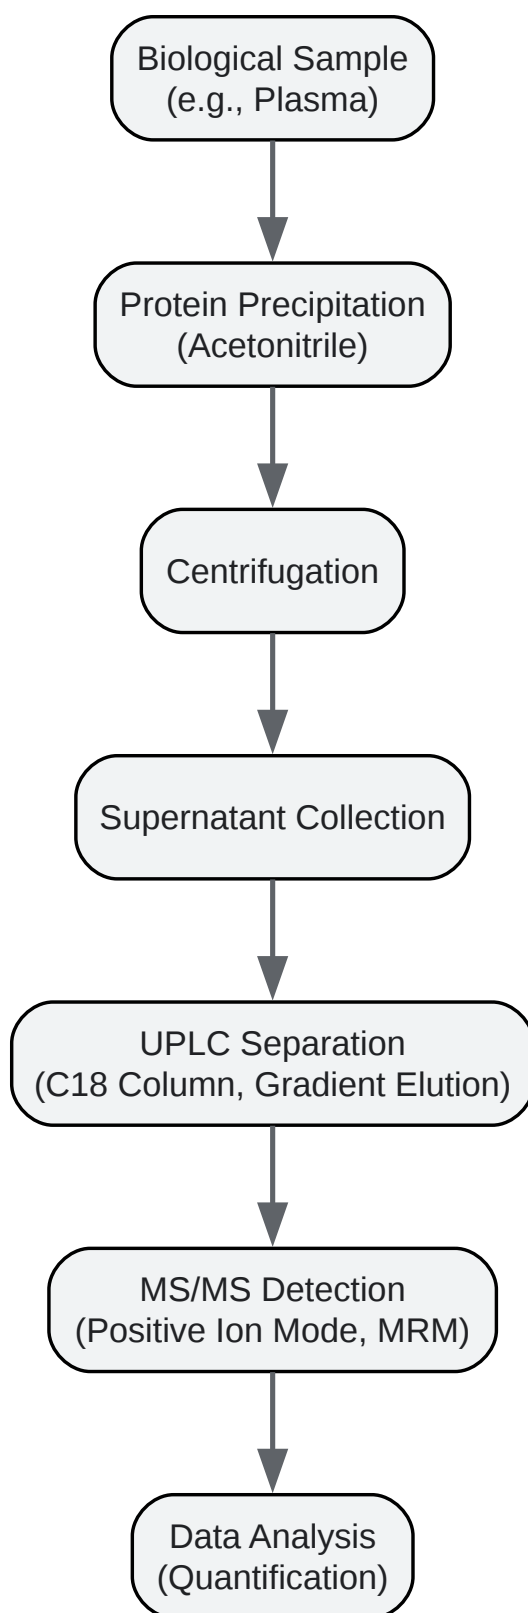 Biological Sample
(e.g., Plasma)
Protein Precipitation
(Acetonitrile)
Centrifugation
Supernatant Collection
UPLC Separation
(C18 Column, Gradient Elution)
MS/MS Detection
(Positive Ion Mode, MRM)
Data Analysis
(Quantification)